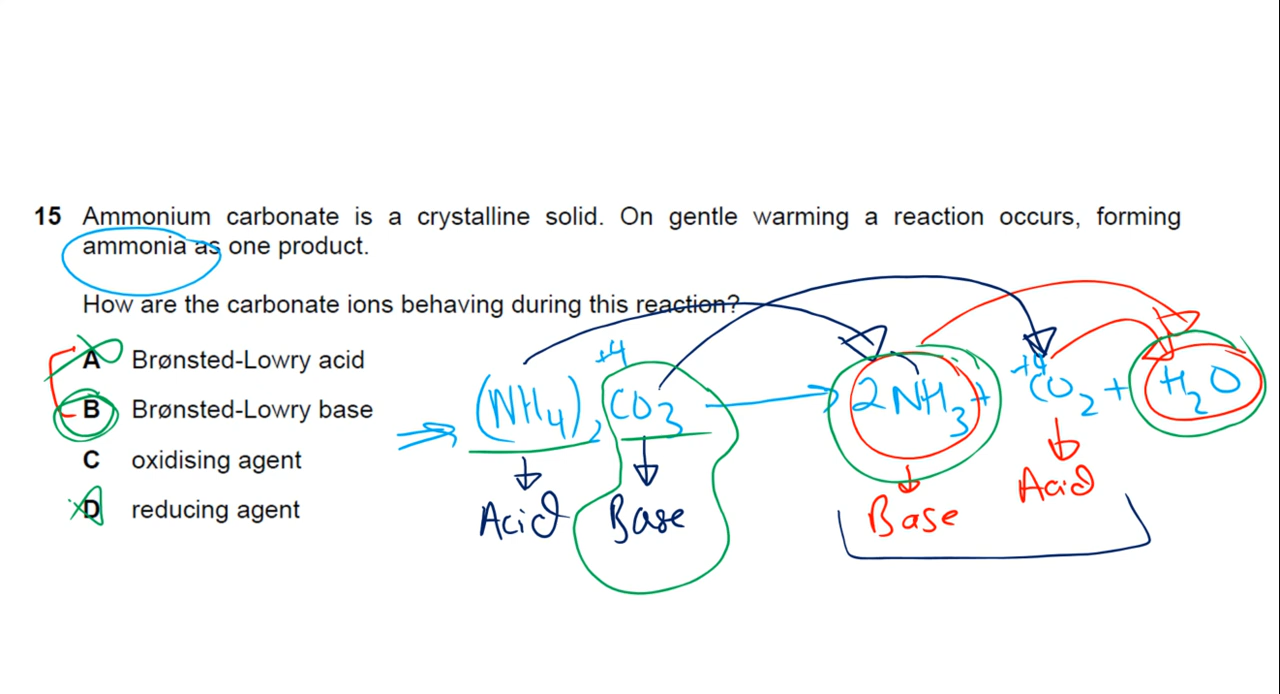 15 Ammonium carbonate is a crystalline solid. On gentle warming a reaction occurs, forming
ammonia as one product.
How are the carbonate ions behaving during this reaction?
A Brønsted-Lowry acid
B Brønsted-Lowry base
C oxidising agent
D reducing agent
+4 +4
(NH4)2 CO3 → 2NH3 + CO2 + H2O
Acid Base Base Acid